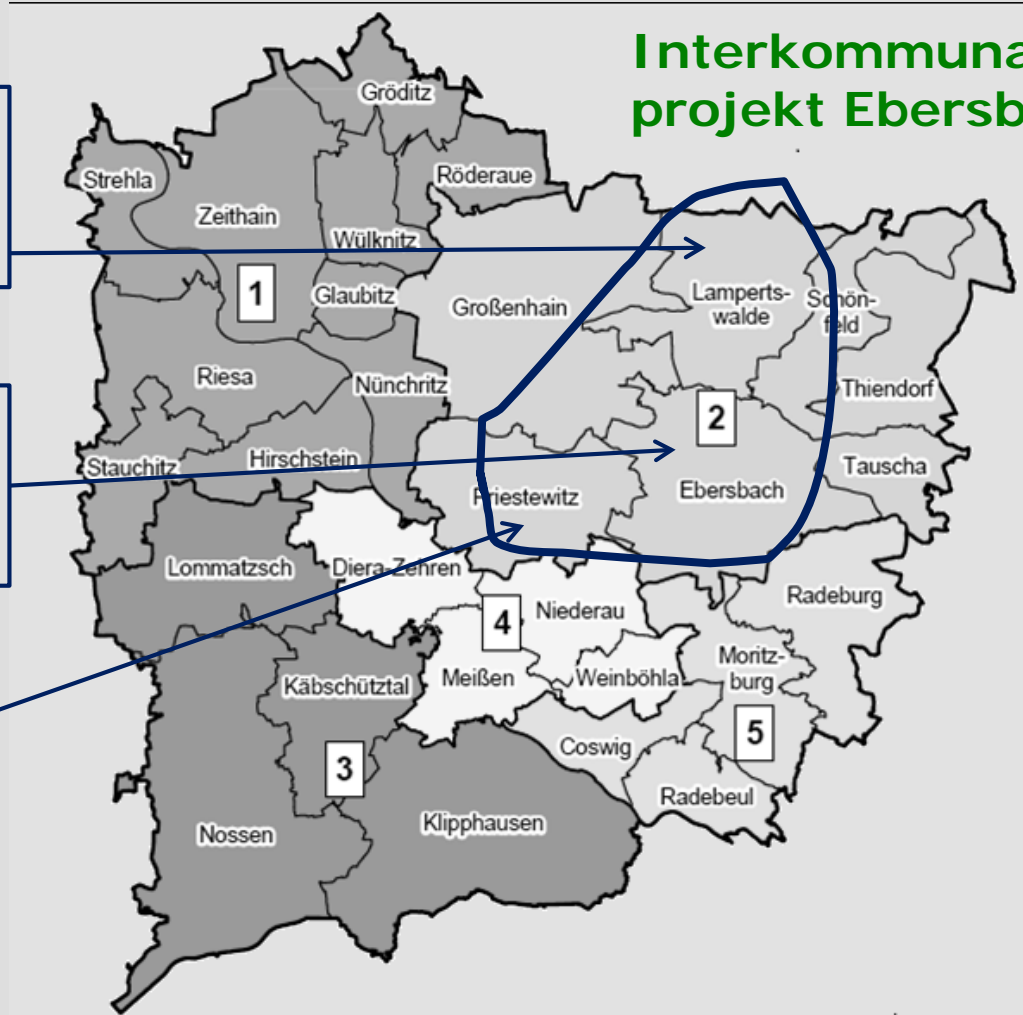 Interkommuna
projekt Ebersb
Gröditz
Strehla
Röderaue
Zeithain
Wülknitz
1
Glaubitz
Großenhain
Lamperts-
walde
Schön-
feld
Riesa
Nünchritz
Thiendorf
2
Stauchitz
Hirschstein
Tauscha
Priestewitz
Ebersbach
Lommatzsch
Diera-Zehren
Radeburg
4
Niederau
Moritz-
burg
Käbschütztal
Meißen
Weinböhla
5
Coswig
3
Radebeul
Nossen
Klipphausen